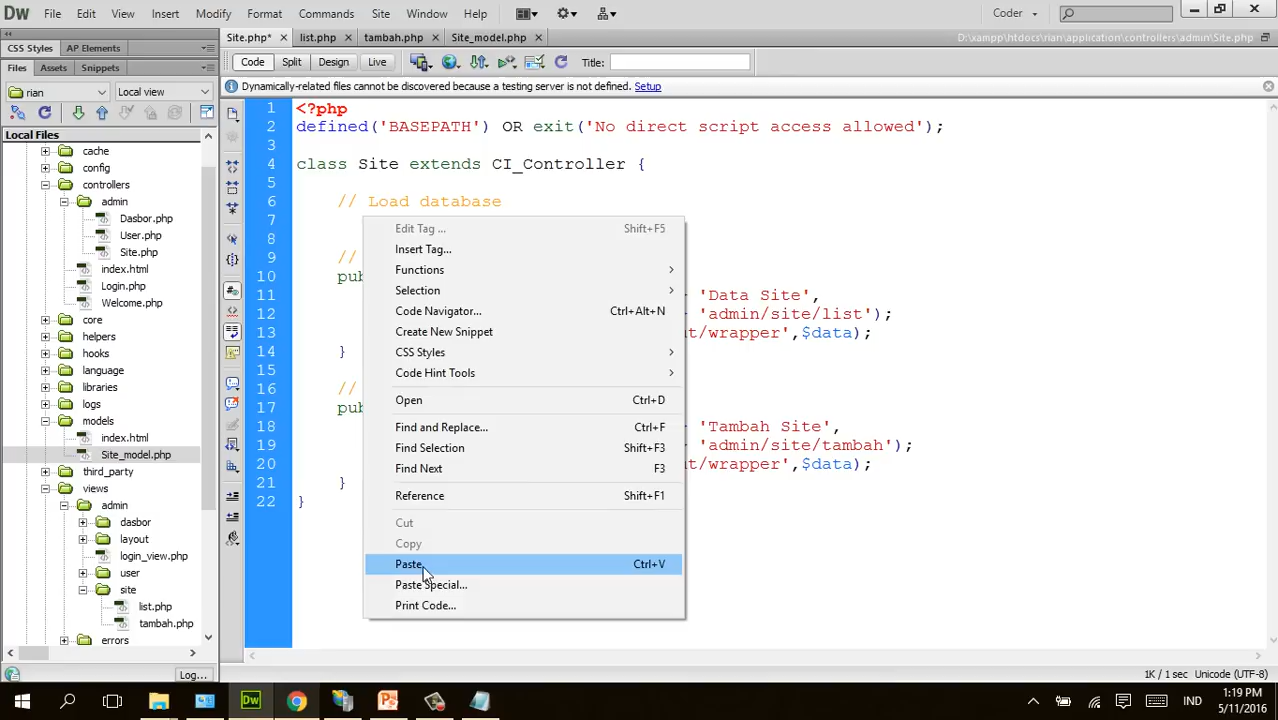 Dw File Edit View Insert Modify Format Commands Site Window Help Coder
CSS Styles AP Elements
Site.php* × list.php × tambah.php × Site_model.php ×
D:\xampp\htdocs\rian\application\controllers\admin\Site.php
Files Assets Snippets
Code Split Design Live Title:
rian Local view
Dynamically-related files cannot be discovered because a testing server is not defined. Setup
Local Files
cache
config
controllers
admin
Dasbor.php
User.php
Site.php
index.html
Login.php
Welcome.php
core
helpers
hooks
language
libraries
logs
models
index.html
Site_model.php
third_party
views
admin
dasbor
layout
login_view.php
user
site
list.php
tambah.php
errors
Log...
1 <?php
2 defined('BASEPATH') OR exit('No direct script access allowed');
3
4 class Site extends CI_Controller {
5
6 // Load database
7
8
9 //
10 pub
11 'Data Site',
12 'admin/site/list');
13 ut/wrapper',$data);
14 }
15
16 //
17 pub
18 'Tambah Site',
19 'admin/site/tambah');
20 ut/wrapper',$data);
21 }
22 }
Edit Tag ... Shift+F5
Insert Tag...
Functions
Selection
Code Navigator... Ctrl+Alt+N
Create New Snippet
CSS Styles
Code Hint Tools
Open Ctrl+D
Find and Replace... Ctrl+F
Find Selection Shift+F3
Find Next F3
Reference Shift+F1
Cut
Copy
Paste Ctrl+V
Paste Special...
Print Code...
1K / 1 sec Unicode (UTF-8)
Dw
IND
1:19 PM
5/11/2016